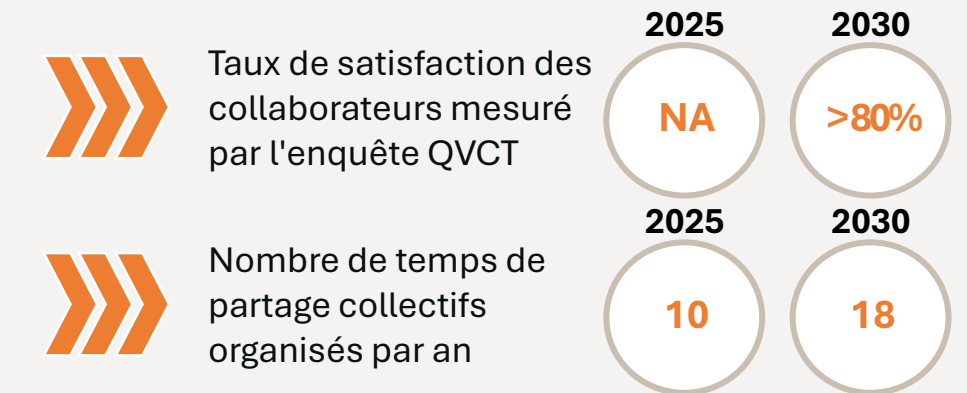 2025 2030
Taux de satisfaction des
collaborateurs mesuré
par l'enquête QVCT
NA >80%
2025 2030
Nombre de temps de
partage collectifs
organisés par an
10 18